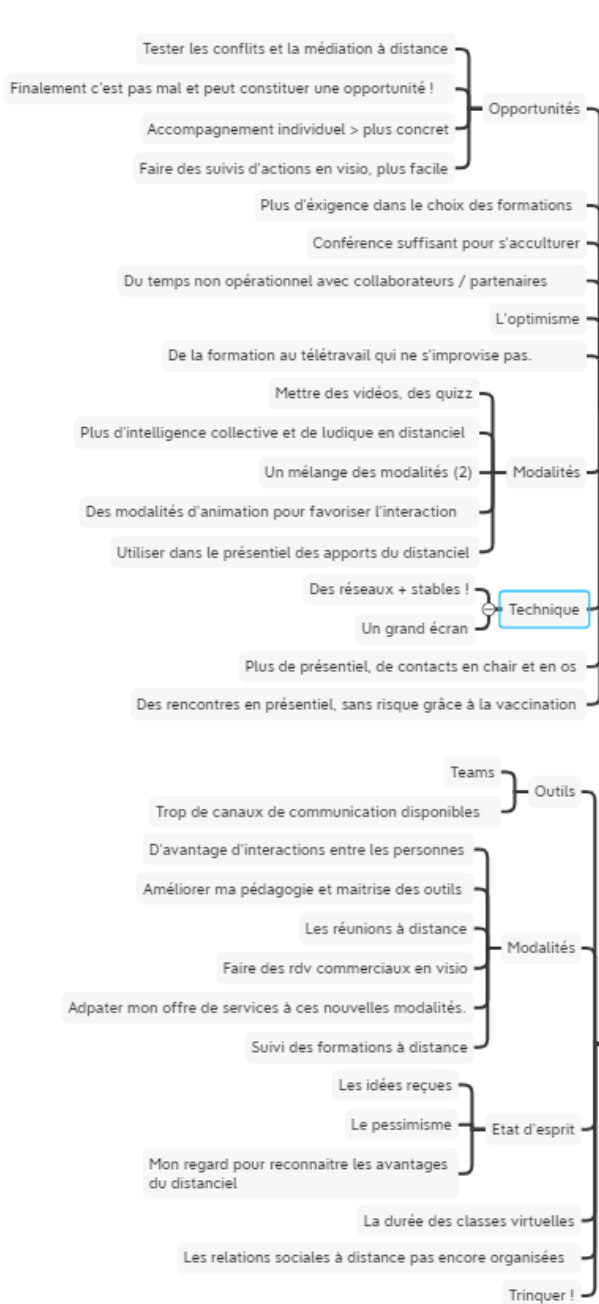 Tester les conflits et la médiation à distance
Finalement c'est pas mal et peut constituer une opportunité !
Opportunités
Accompagnement individuel > plus concret
Faire des suivis d'actions en visio, plus facile
Plus d'éxigence dans le choix des formations
Conférence suffisant pour s'acculturer
Du temps non opérationnel avec collaborateurs / partenaires
L'optimisme
De la formation au télétravail qui ne s'improvise pas.
Mettre des vidéos, des quizz
Plus d'intelligence collective et de ludique en distanciel
Un mélange des modalités (2)
Modalités
Des modalités d'animation pour favoriser l'interaction
Utiliser dans le présentiel des apports du distanciel
Des réseaux + stables !
Technique
Un grand écran
Plus de présentiel, de contacts en chair et en os
Des rencontres en présentiel, sans risque grâce à la vaccination
Teams
Outils
Trop de canaux de communication disponibles
D'avantage d'interactions entre les personnes
Améliorer ma pédagogie et maitrise des outils
Les réunions à distance
Modalités
Faire des rdv commerciaux en visio
Adpater mon offre de services à ces nouvelles modalités.
Suivi des formations à distance
Les idées reçues
Le pessimisme
Etat d'esprit
Mon regard pour reconnaitre les avantages
du distanciel
La durée des classes virtuelles
Les relations sociales à distance pas encore organisées
Trinquer !